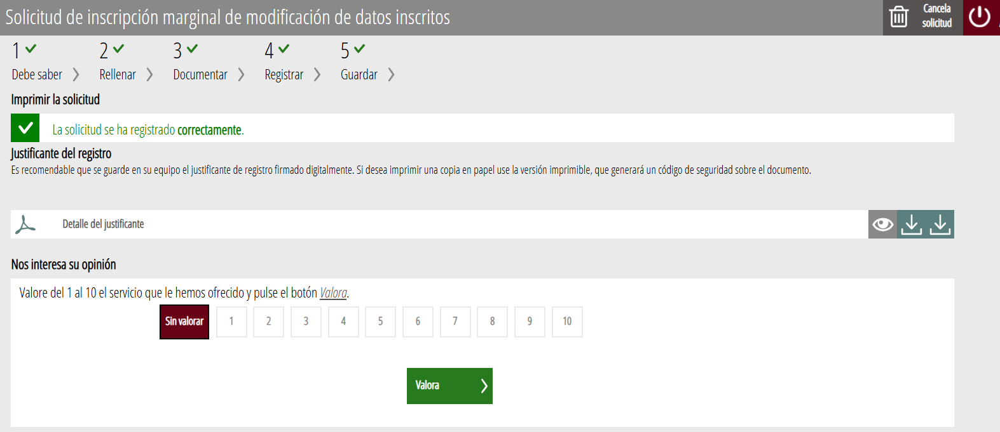 Solicitud de inscripción marginal de modificación de datos inscritos
Cancela
solicitud
1
Debe saber
2
Rellenar
3
Documentar
4
Registrar
5
Guardar
Imprimir la solicitud
La solicitud se ha registrado correctamente.
Justificante del registro
Es recomendable que se guarde en su equipo el justificante de registro firmado digitalmente. Si desea imprimir una copia en papel use la versión imprimible, que generará un código de seguridad sobre el documento.
Detalle del justificante
Nos interesa su opinión
Valore del 1 al 10 el servicio que le hemos ofrecido y pulse el botón Valora.
Sin valorar 1 2 3 4 5 6 7 8 9 10
Valora